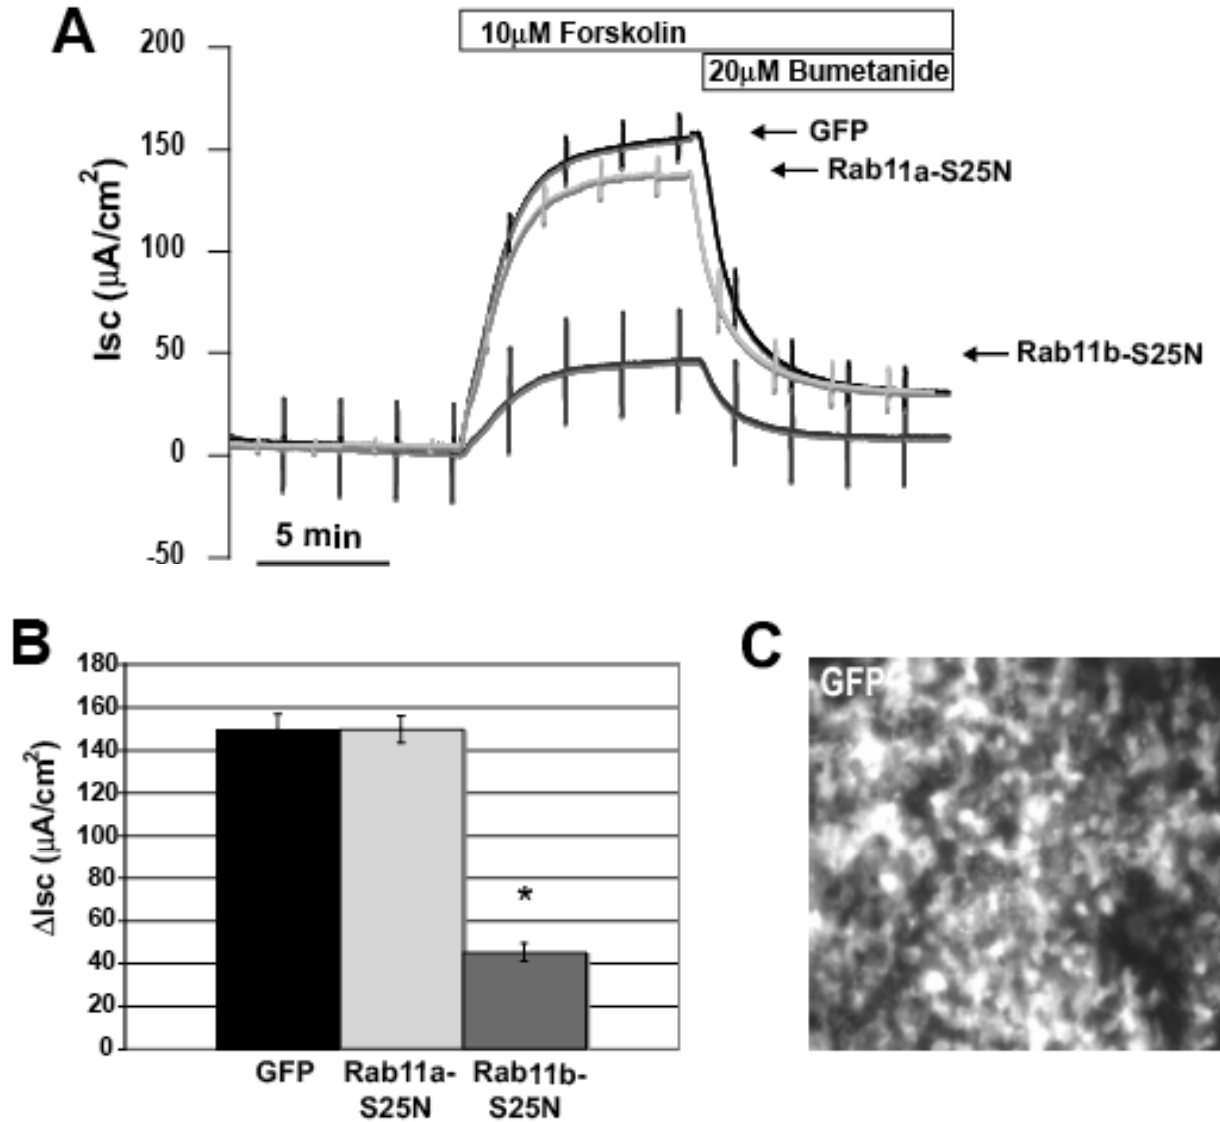 A
10μM Forskolin
20μM Bumetanide
200
150
100
50
0
-50
Isc (μA/cm²)
GFP
Rab11a-S25N
Rab11b-S25N
5 min
B
180
160
140
120
100
80
60
40
20
0
ΔIsc (μA/cm²)
*
GFP
Rab11a-
S25N
Rab11b-
S25N
C
GFP